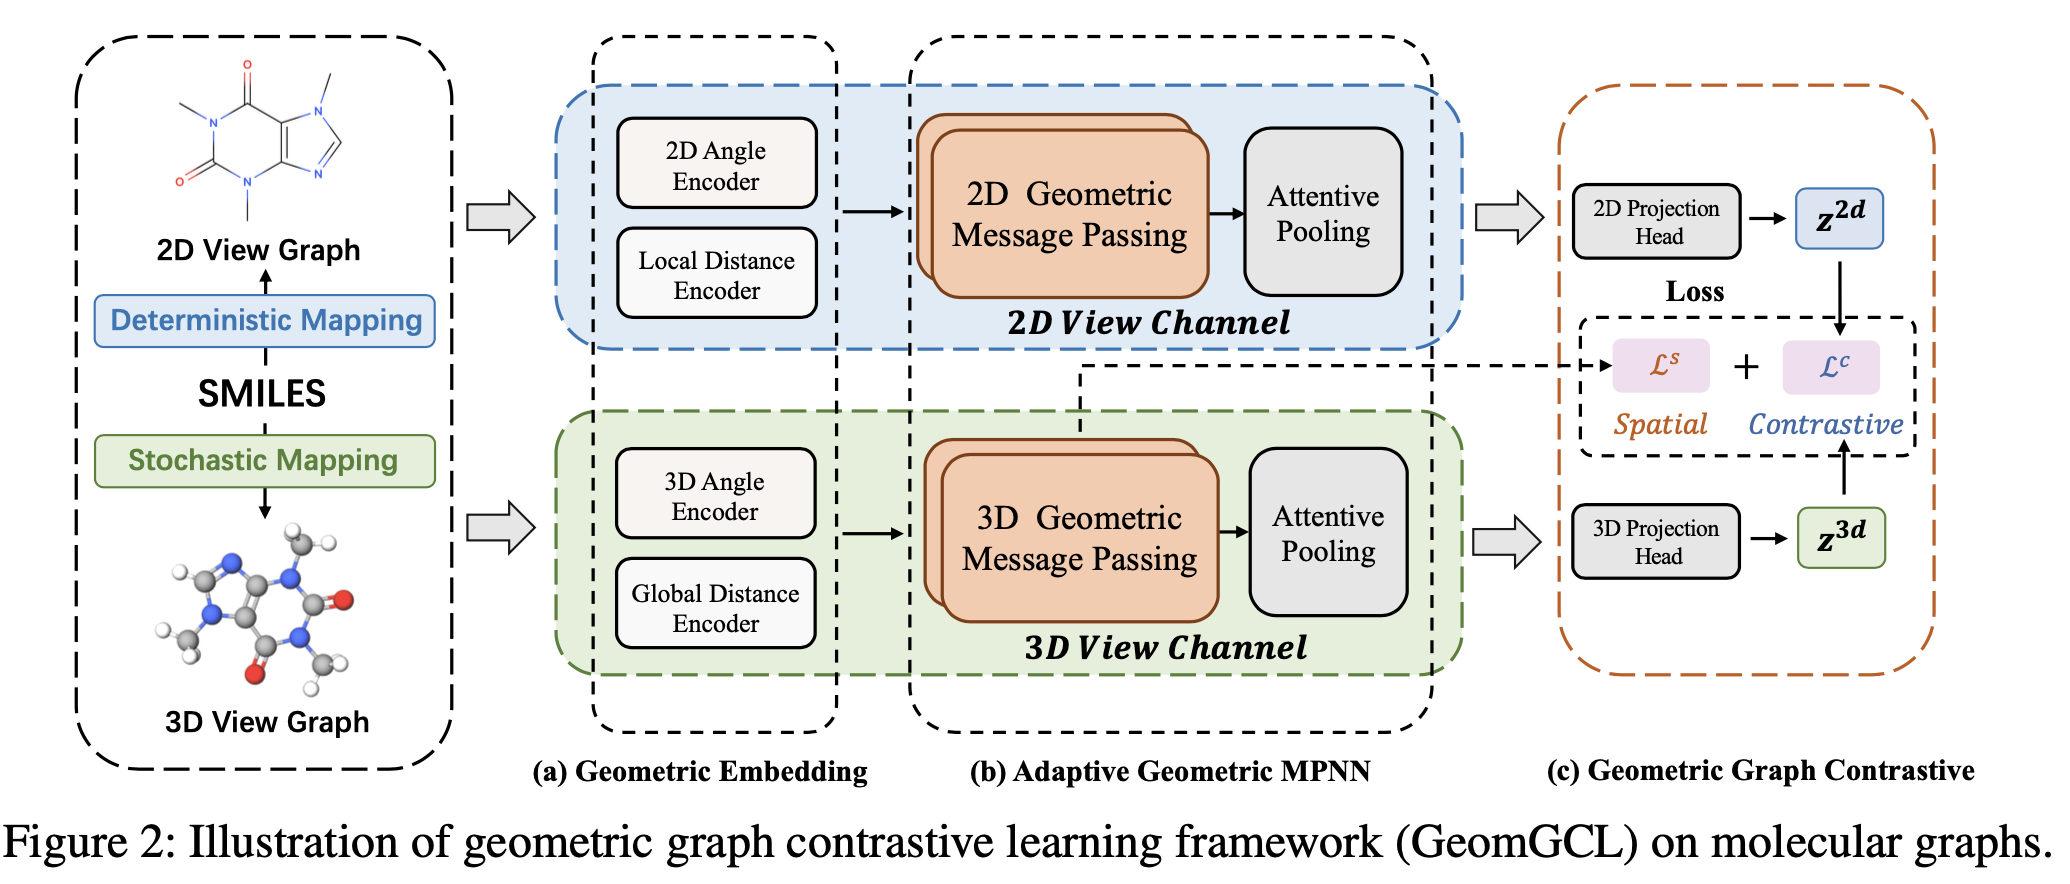 O
N
N
O
N
N
2D View Graph
Deterministic Mapping
SMILES
Stochastic Mapping
3D View Graph
2D Angle
Encoder
Local Distance
Encoder
2D Geometric
Message Passing
Attentive
Pooling
2D View Channel
3D Angle
Encoder
Global Distance
Encoder
3D Geometric
Message Passing
Attentive
Pooling
3D View Channel
2D Projection
Head
z^{2d}
Loss
ℒ^s + ℒ^c
Spatial Contrastive
3D Projection
Head
z^{3d}
(a) Geometric Embedding
(b) Adaptive Geometric MPNN
(c) Geometric Graph Contrastive
Figure 2: Illustration of geometric graph contrastive learning framework (GeomGCL) on molecular graphs.